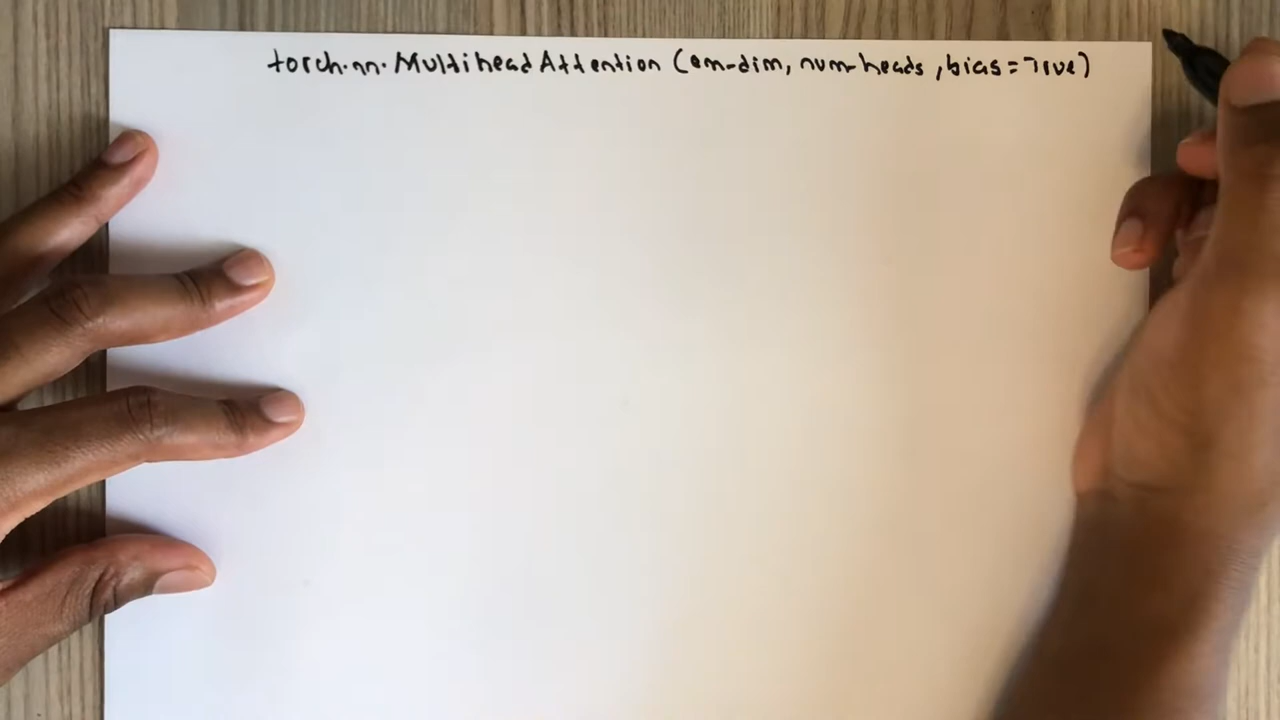 torch.nn.MultiheadAttention (em-dim, num-heads, bias=True)